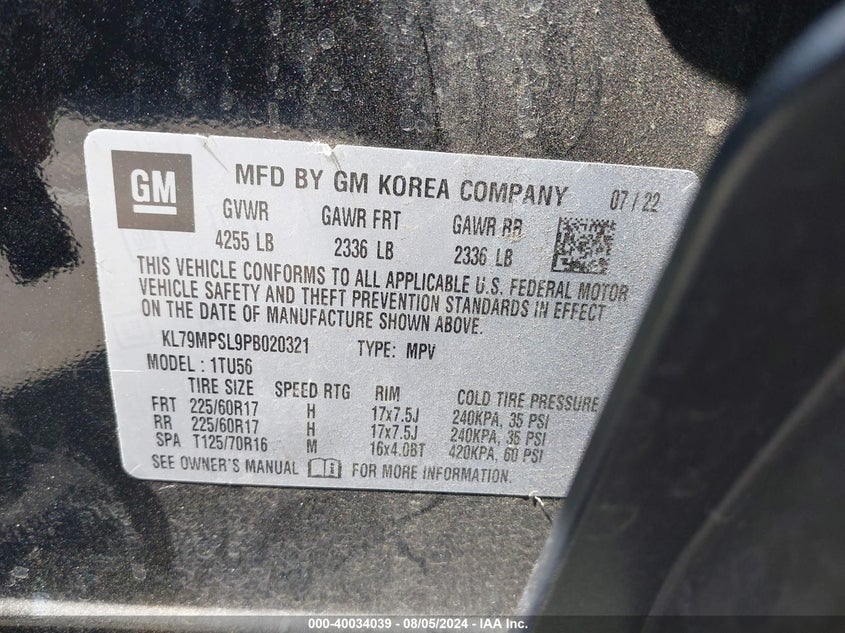 GM MFD BY GM KOREA COMPANY 07/22
GVWR GAWR FRT GAWR RR
4255 LB 2336 LB 2336 LB
THIS VEHICLE CONFORMS TO ALL APPLICABLE U.S. FEDERAL MOTOR
VEHICLE SAFETY AND THEFT PREVENTION STANDARDS IN EFFECT
ON THE DATE OF MANUFACTURE SHOWN ABOVE.
KL79MPSL9PB020321 TYPE: MPV
MODEL : 1TU56
TIRE SIZE SPEED RTG RIM COLD TIRE PRESSURE
FRT 225/60R17 H 17x7.5J 240KPA, 35 PSI
RR 225/60R17 H 17x7.5J 240KPA, 35 PSI
SPA T125/70R16 M 16x4.0BT 420KPA, 60 PSI
SEE OWNER'S MANUAL FOR MORE INFORMATION.
000-40034039 - 08/05/2024 - IAA Inc.